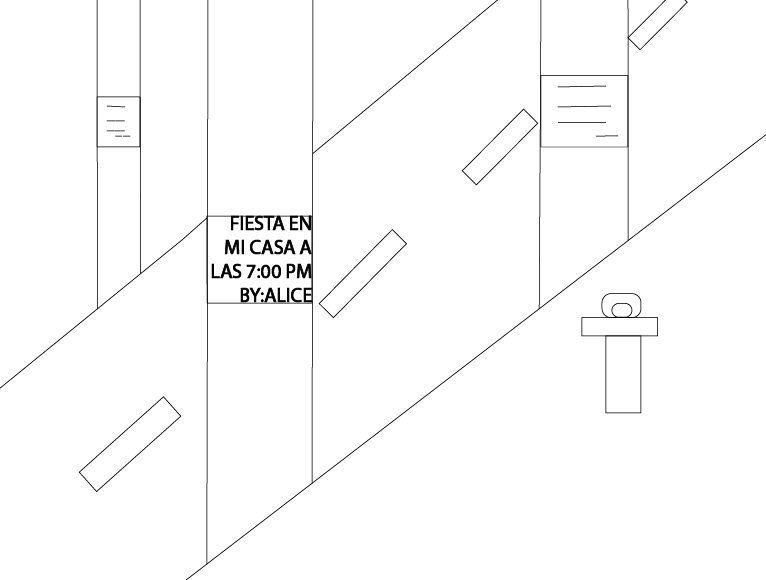 FIESTA EN
MI CASA A
LAS 7:00 PM
BY:ALICE